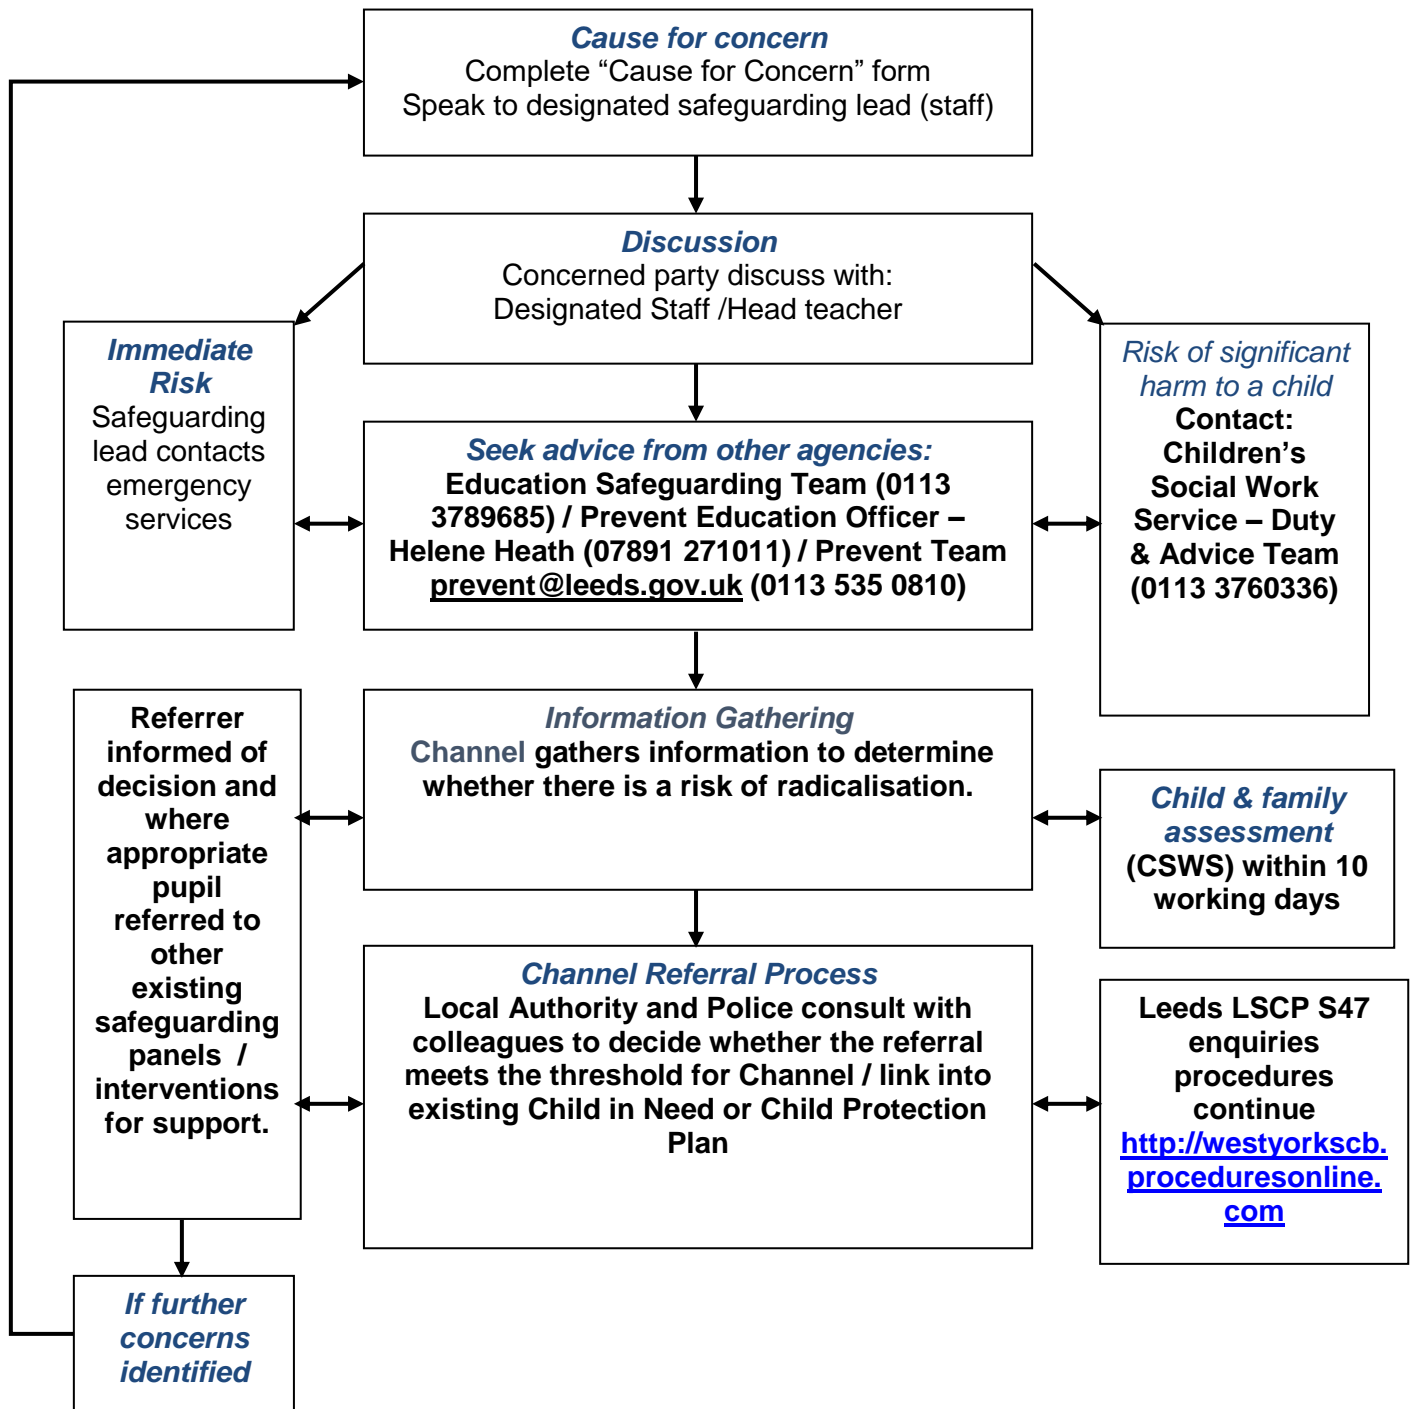 Cause for concern
Complete “Cause for Concern” form
Speak to designated safeguarding lead (staff)
Discussion
Concerned party discuss with:
Designated Staff /Head teacher
Immediate
Risk
Safeguarding
lead contacts
emergency
services
Seek advice from other agencies:
Education Safeguarding Team (0113
3789685) / Prevent Education Officer –
Helene Heath (07891 271011) / Prevent Team
prevent@leeds.gov.uk (0113 535 0810)
Risk of significant
harm to a child
Contact:
Children’s
Social Work
Service – Duty
& Advice Team
(0113 3760336)
Referrer
informed of
decision and
where
appropriate
pupil
referred to
other
existing
safeguarding
panels /
interventions
for support.
Information Gathering
Channel gathers information to determine
whether there is a risk of radicalisation.
Child & family
assessment
(CSWS) within 10
working days
Channel Referral Process
Local Authority and Police consult with
colleagues to decide whether the referral
meets the threshold for Channel / link into
existing Child in Need or Child Protection
Plan
Leeds LSCP S47
enquiries
procedures
continue
http://westyorkscb.
proceduresonline.
com
If further
concerns
identified